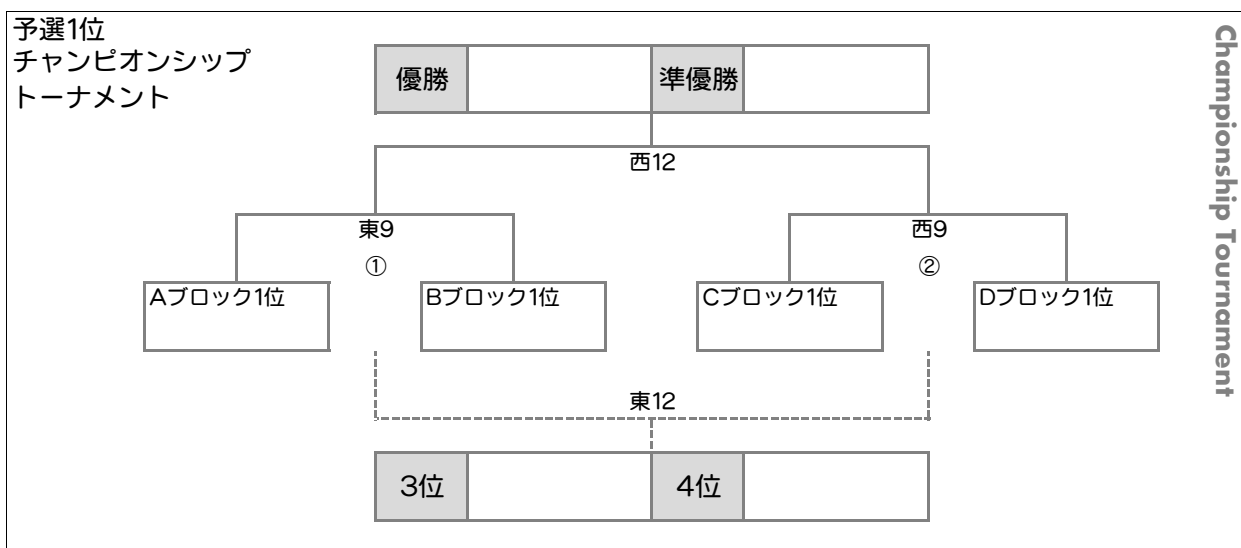 予選1位
チャンピオンシップ
トーナメント
Championship Tournament
優勝
準優勝
西12
東9
西9
①
②
Aブロック1位
Bブロック1位
Cブロック1位
Dブロック1位
東12
3位
4位